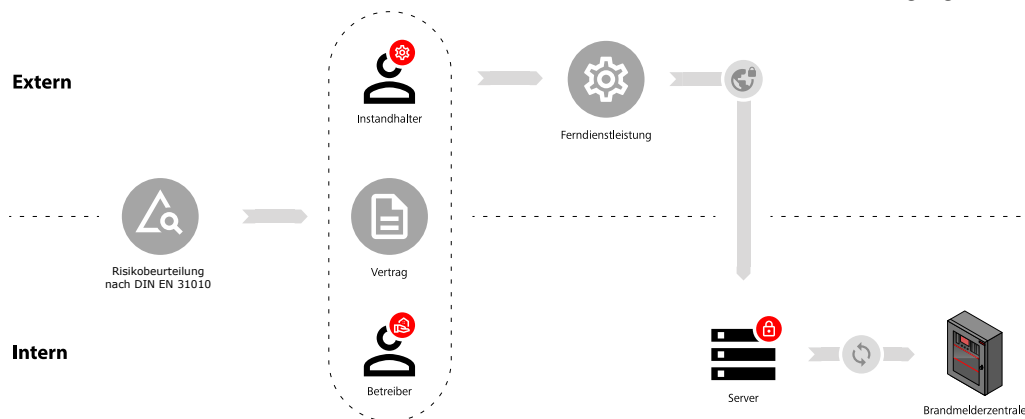 Extern
Instandhalter
Ferndienstleistung
Risikobeurteilung
nach DIN EN 31010
Vertrag
Intern
Betreiber
Server
Brandmelderzentrale